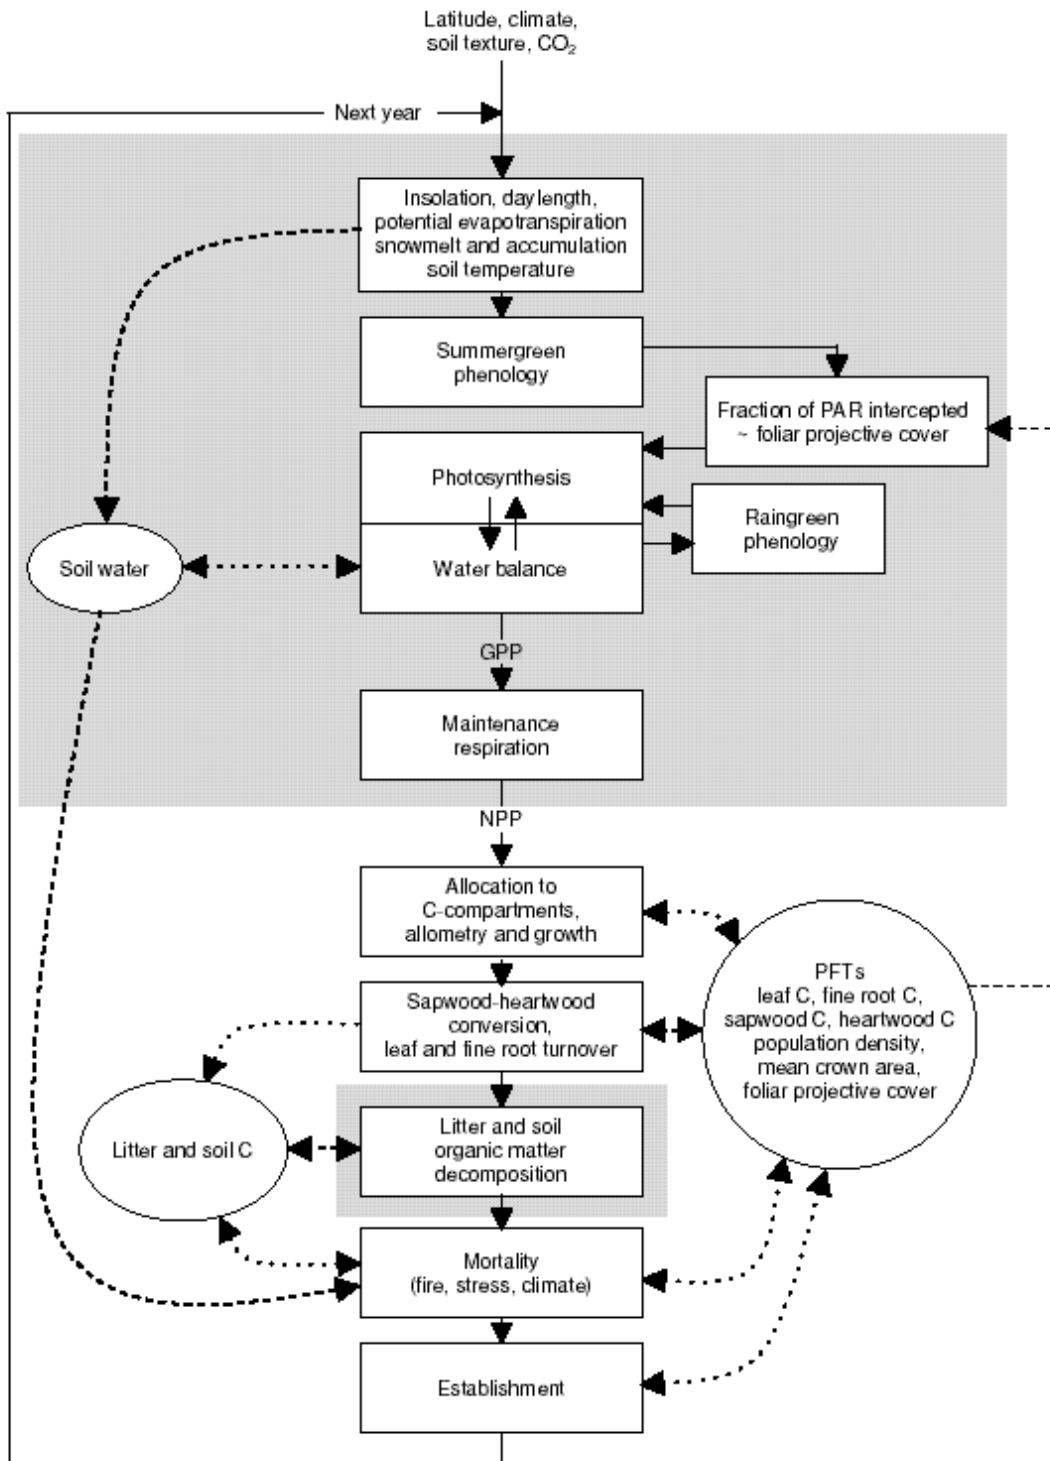 Latitude, climate,
soil texture, CO₂
Next year
Insolation, daylength,
potential evapotranspiration
snowmelt and accumulation
soil temperature
Summergreen
phenology
Fraction of PAR intercepted
~ foliar projective cover
Photosynthesis
Raingreen
phenology
Soil water
Water balance
GPP
Maintenance
respiration
NPP
Allocation to
C-compartments,
allometry and growth
PFTs
leaf C, fine root C,
sapwood C, heartwood C
population density,
mean crown area,
foliar projective cover
Sapwood-heartwood
conversion,
leaf and fine root turnover
Litter and soil C
Litter and soil
organic matter
decomposition
Mortality
(fire, stress, climate)
Establishment